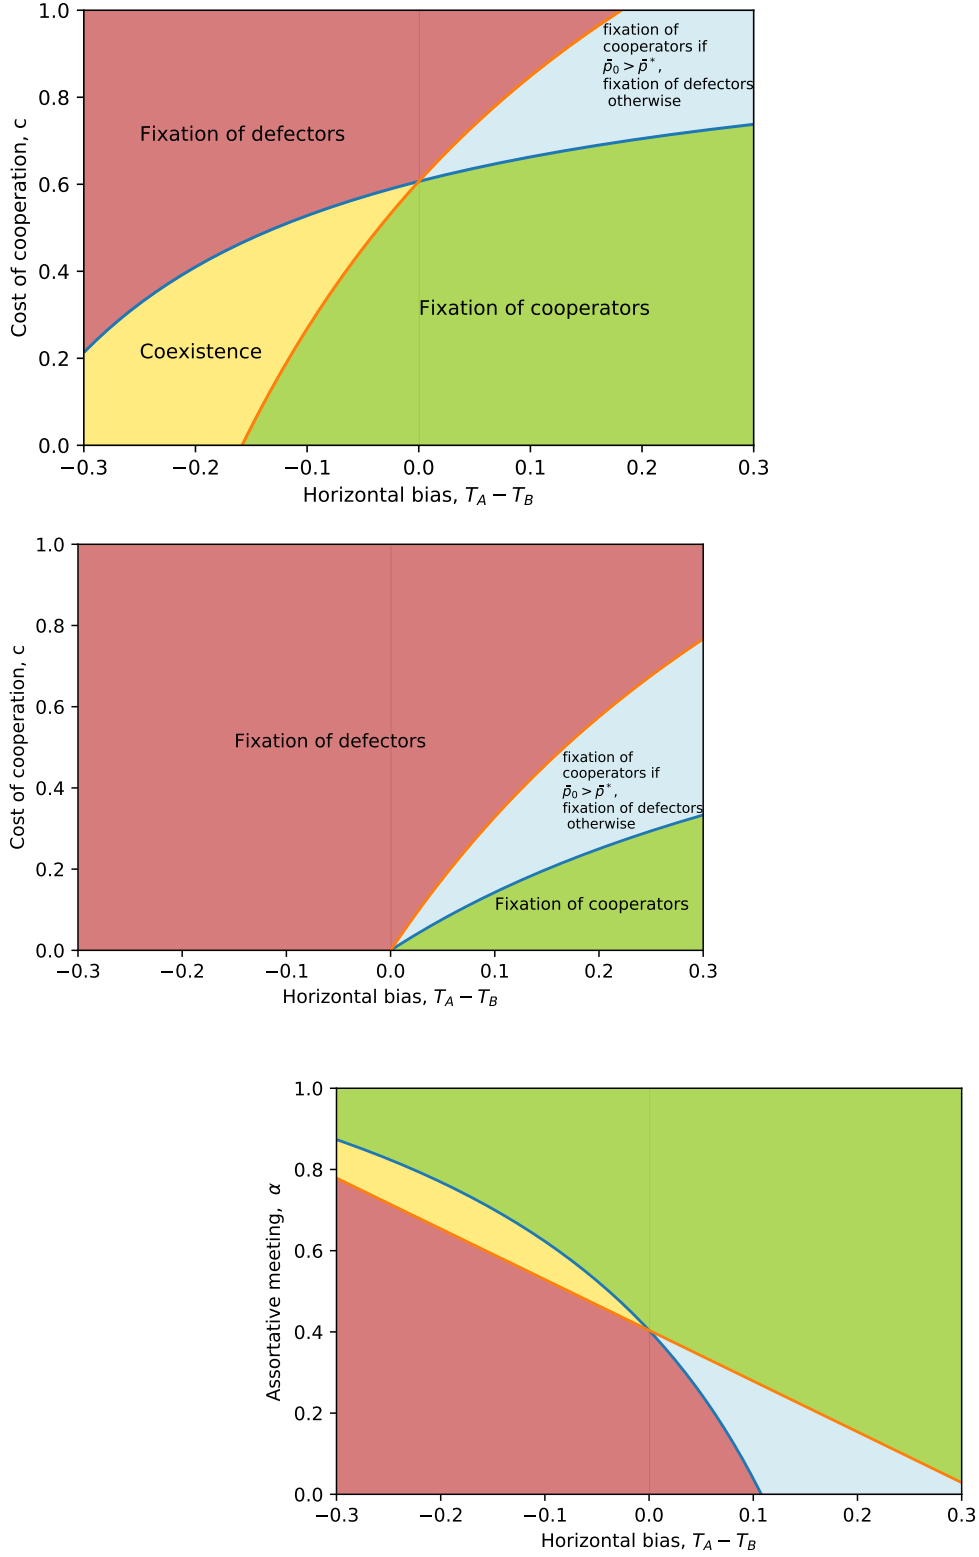 1.0
0.8
0.6
0.4
0.2
0.0
Cost of cooperation, c
fixation of
cooperators if
p̄₀ > p̄*,
fixation of defectors
otherwise
Fixation of defectors
Fixation of cooperators
Coexistence
−0.3 −0.2 −0.1 0.0 0.1 0.2 0.3
Horizontal bias, T_A − T_B
1.0
0.8
0.6
0.4
0.2
0.0
Cost of cooperation, c
Fixation of defectors
fixation of
cooperators if
p̄₀ > p̄*,
fixation of defectors
otherwise
Fixation of cooperators
−0.3 −0.2 −0.1 0.0 0.1 0.2 0.3
Horizontal bias, T_A − T_B
1.0
0.8
0.6
0.4
0.2
0.0
Assortative meeting, α
−0.3 −0.2 −0.1 0.0 0.1 0.2 0.3
Horizontal bias, T_A − T_B